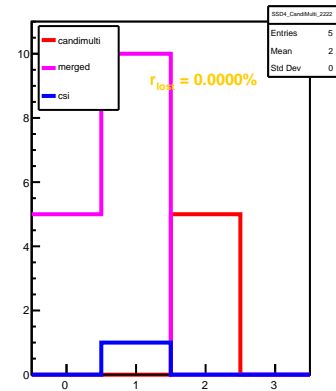 SSD4_CandiMulti_2222
Entries 5
Mean 2
Std Dev 0
candimulti
merged
csi
r_lost = 0.0000%
10
8
6
4
2
0
0 1 2 3